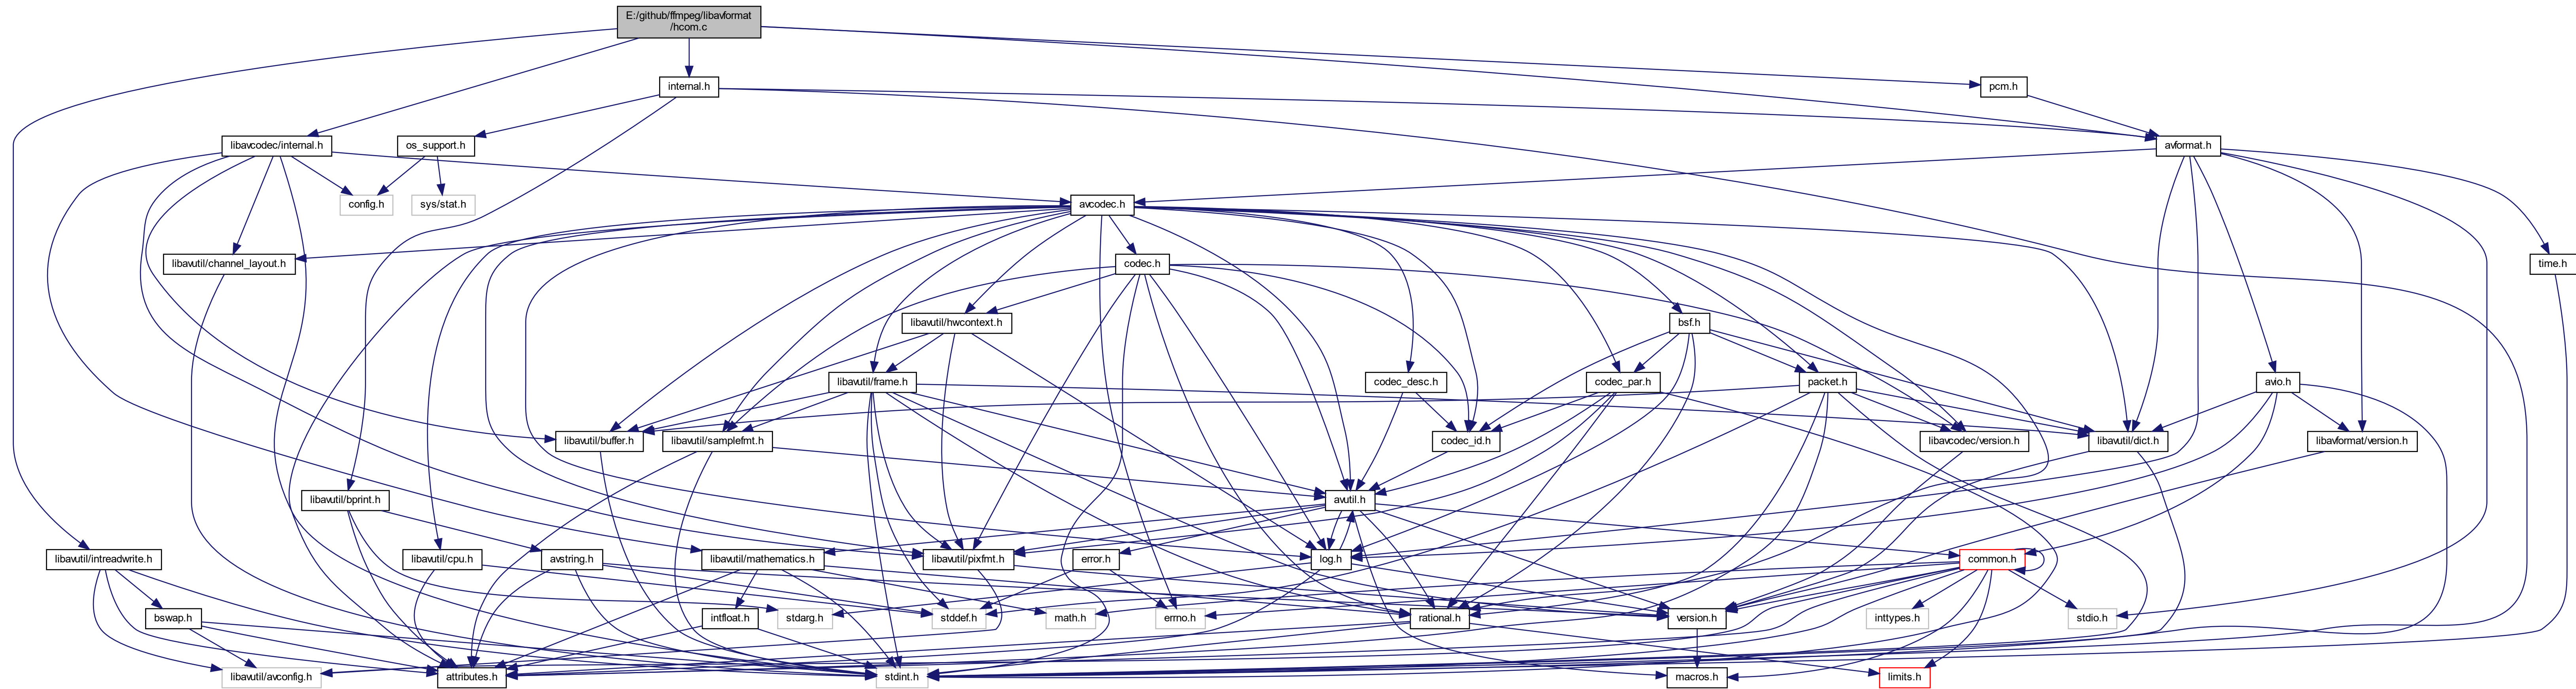 E:/github/ffmpeg/libavformat
/hcom.c
internal.h
pcm.h
libavcodec/internal.h
os_support.h
avformat.h
config.h
sys/stat.h
avcodec.h
libavutil/channel_layout.h
codec.h
time.h
libavutil/hwcontext.h
bsf.h
libavutil/frame.h
codec_desc.h
codec_par.h
packet.h
avio.h
libavutil/buffer.h
libavutil/samplefmt.h
codec_id.h
libavcodec/version.h
libavutil/dict.h
libavformat/version.h
libavutil/bprint.h
avutil.h
libavutil/intreadwrite.h
libavutil/cpu.h
avstring.h
libavutil/mathematics.h
libavutil/pixfmt.h
error.h
log.h
common.h
bswap.h
intfloat.h
stdarg.h
stddef.h
math.h
errno.h
rational.h
version.h
inttypes.h
stdio.h
libavutil/avconfig.h
attributes.h
stdint.h
macros.h
limits.h